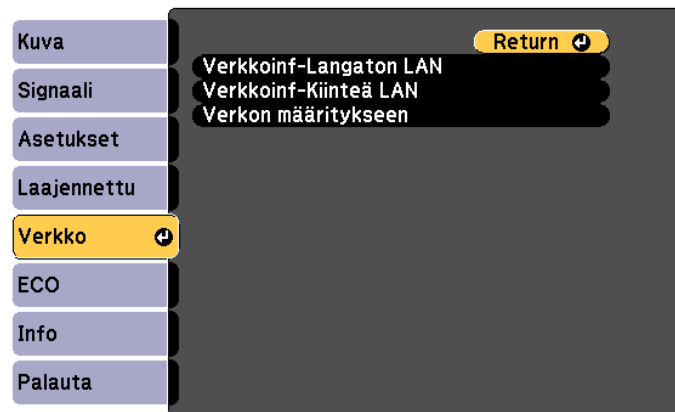 Kuva
Signaali
Asetukset
Laajennettu
Verkko
ECO
Info
Palauta
Return
Verkkoinf-Langaton LAN
Verkkoinf-Kiinteä LAN
Verkon määritykseen